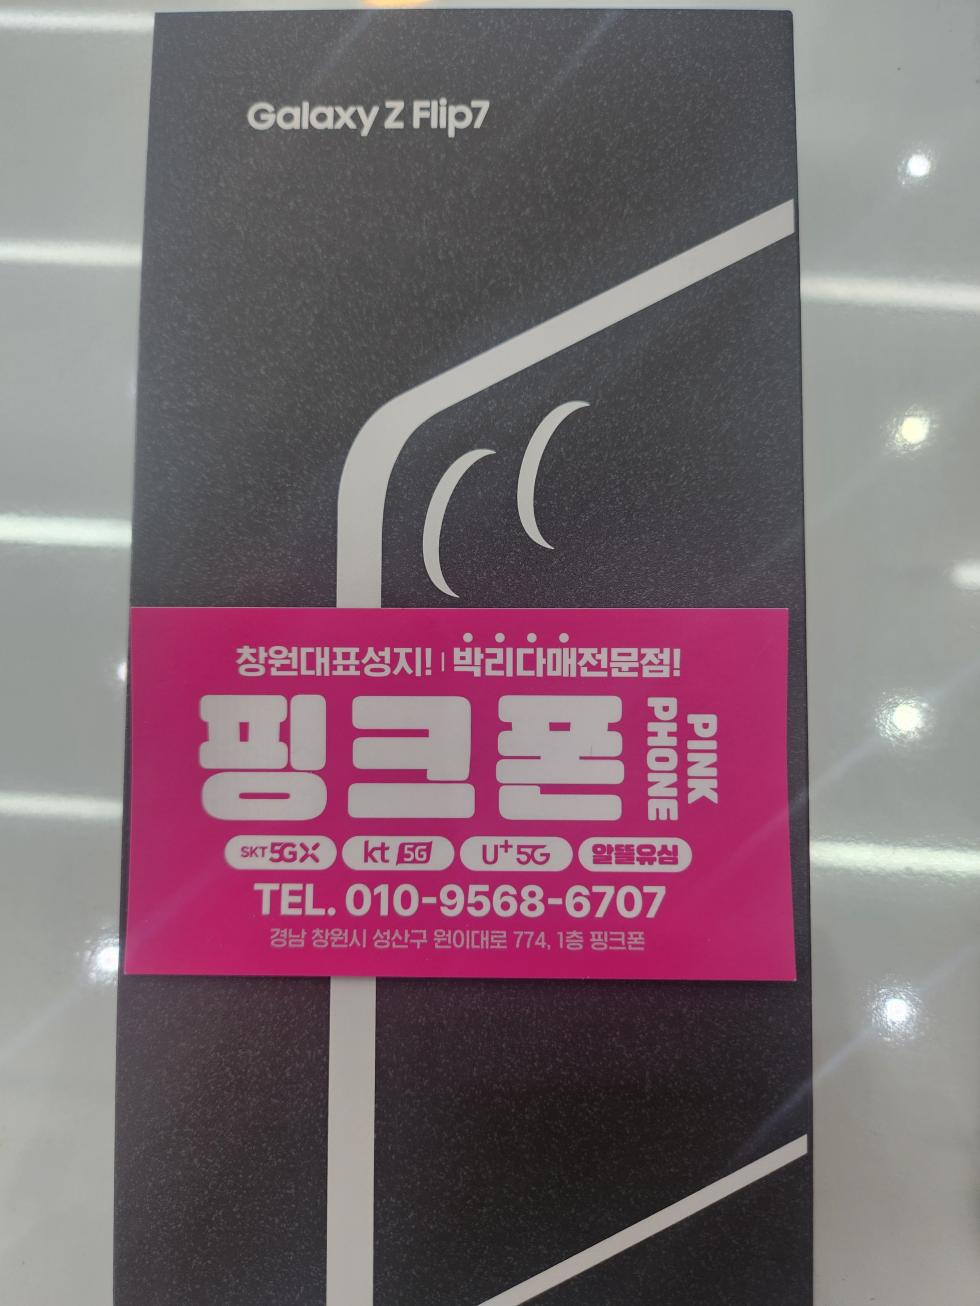 Galaxy Z Flip7
창원대표성지! | 박리다매전문점!
핑크폰 PINK PHONE
SKT 5GX kt 5G U+5G 알뜰유심
TEL. 010-9568-6707
경남 창원시 성산구 원이대로 774, 1층 핑크폰